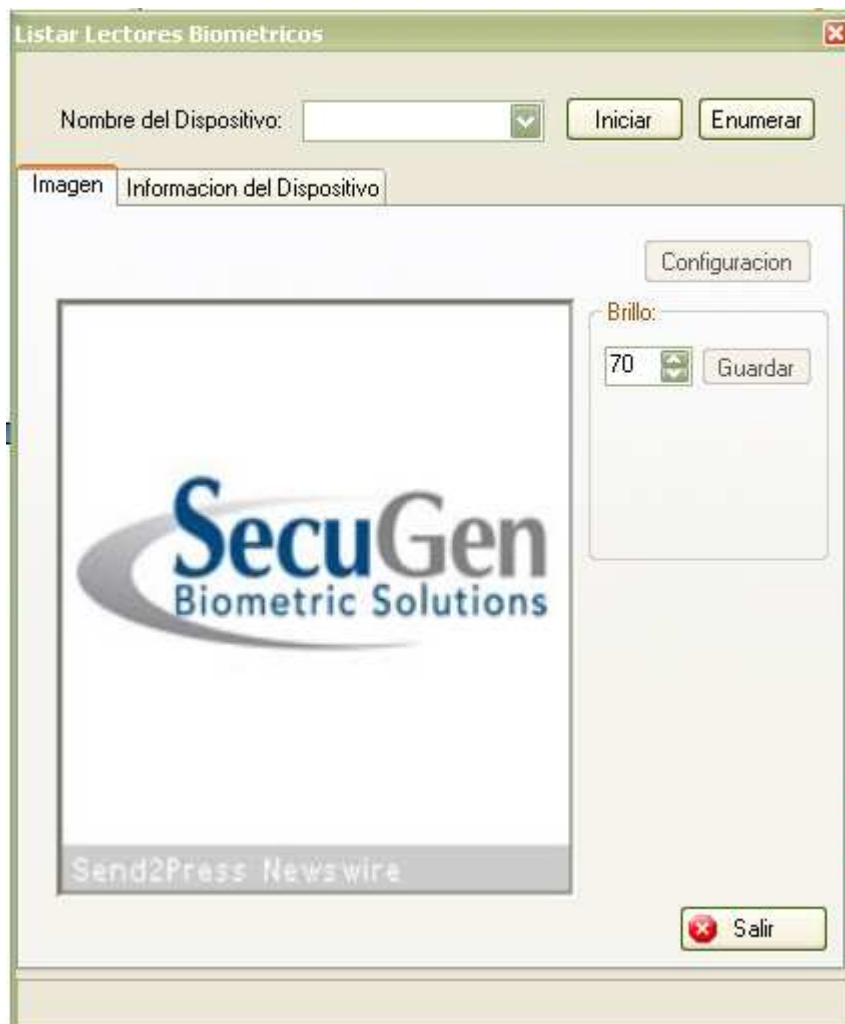 Listar Lectores Biometricos
Nombre del Dispositivo:
Iniciar
Enumerar
Imagen
Informacion del Dispositivo
Configuracion
Brillo:
70
Guardar
SecuGen
Biometric Solutions
Send2Press Newswire
Salir